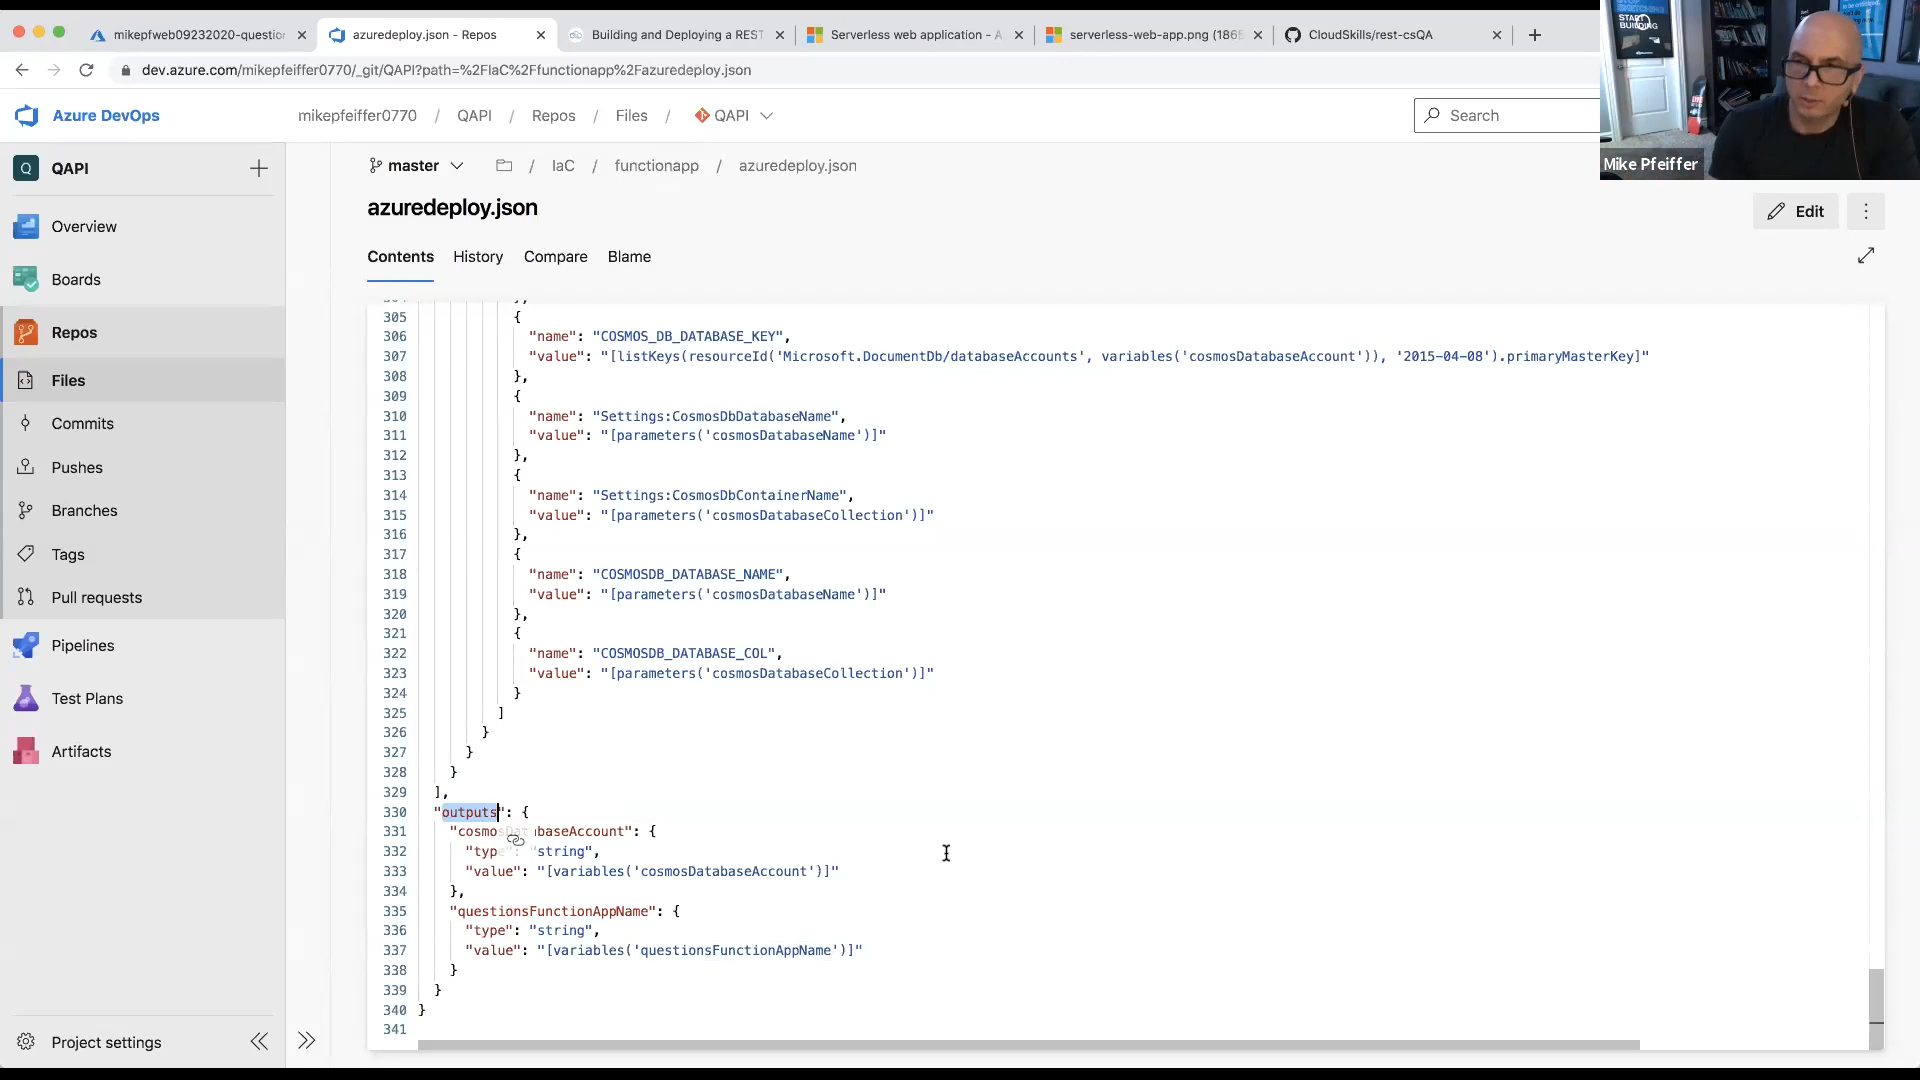 mikepfweb09232020-question
azuredeploy.json - Repos
Building and Deploying a REST
Serverless web application - A
serverless-web-app.png (1865
CloudSkills/rest-csQA
dev.azure.com/mikepfeiffer0770/_git/QAPI?path=%2FIaC%2Ffunctionapp%2Fazuredeploy.json
START
BUILDING
Mike Pfeiffer
Azure DevOps
mikepfeiffer0770 / QAPI / Repos / Files / QAPI
Search
Q QAPI
master / IaC / functionapp / azuredeploy.json
azuredeploy.json
Edit
Contents History Compare Blame
Overview
Boards
Repos
Files
Commits
Pushes
Branches
Tags
Pull requests
Pipelines
Test Plans
Artifacts
Project settings
305 {
306 "name": "COSMOS_DB_DATABASE_KEY",
307 "value": "[listKeys(resourceId('Microsoft.DocumentDb/databaseAccounts', variables('cosmosDatabaseAccount')), '2015-04-08').primaryMasterKey]"
308 },
309 {
310 "name": "Settings:CosmosDbDatabaseName",
311 "value": "[parameters('cosmosDatabaseName')]"
312 },
313 {
314 "name": "Settings:CosmosDbContainerName",
315 "value": "[parameters('cosmosDatabaseCollection')]"
316 },
317 {
318 "name": "COSMOSDB_DATABASE_NAME",
319 "value": "[parameters('cosmosDatabaseName')]"
320 },
321 {
322 "name": "COSMOSDB_DATABASE_COL",
323 "value": "[parameters('cosmosDatabaseCollection')]"
324 }
325 ]
326 }
327 }
328 }
329 ],
330 "outputs": {
331 "cosmosDatabaseAccount": {
332 "type": "string",
333 "value": "[variables('cosmosDatabaseAccount')]"
334 },
335 "questionsFunctionAppName": {
336 "type": "string",
337 "value": "[variables('questionsFunctionAppName')]"
338 }
339 }
340 }
341